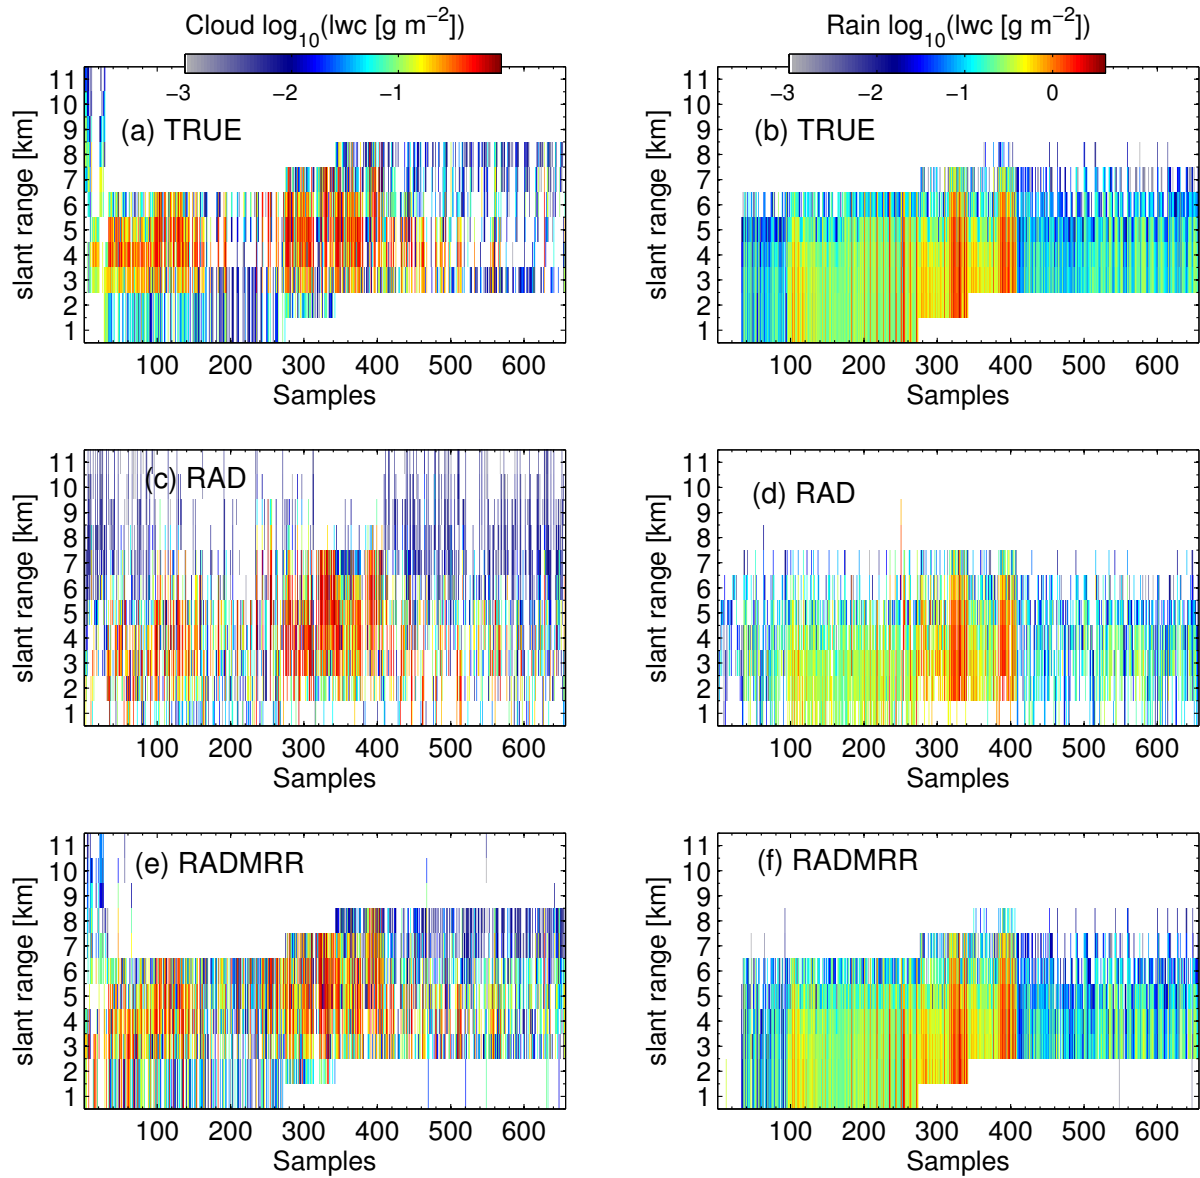 Cloud log10(lwc [g m−2])
−3 −2 −1
11
10
9
8
7
6
5
4
3
2
1
slant range [km]
(a) TRUE
100 200 300 400 500 600
Samples
Rain log10(lwc [g m−2])
−3 −2 −1 0
11
10
9
8
7
6
5
4
3
2
1
slant range [km]
(b) TRUE
100 200 300 400 500 600
Samples
11
10
9
8
7
6
5
4
3
2
1
slant range [km]
(c) RAD
100 200 300 400 500 600
Samples
11
10
9
8
7
6
5
4
3
2
1
slant range [km]
(d) RAD
100 200 300 400 500 600
Samples
11
10
9
8
7
6
5
4
3
2
1
slant range [km]
(e) RADMRR
100 200 300 400 500 600
Samples
11
10
9
8
7
6
5
4
3
2
1
slant range [km]
(f) RADMRR
100 200 300 400 500 600
Samples